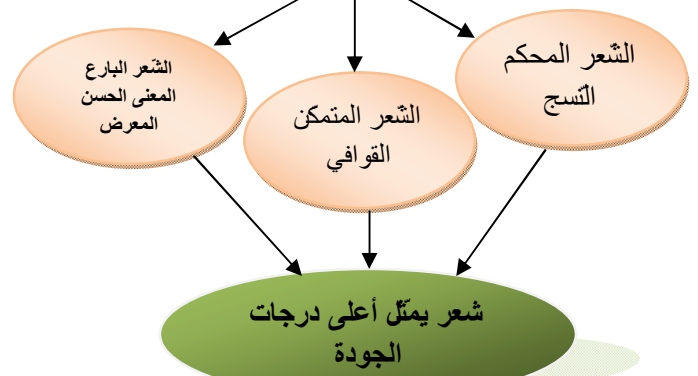 الشّعر المحكم
النّسج
الشّعر المتمكن
القوافي
الشّعر البارع
المعنى الحسن
المعرض
شعر يمثّل أعلى درجات
الجودة